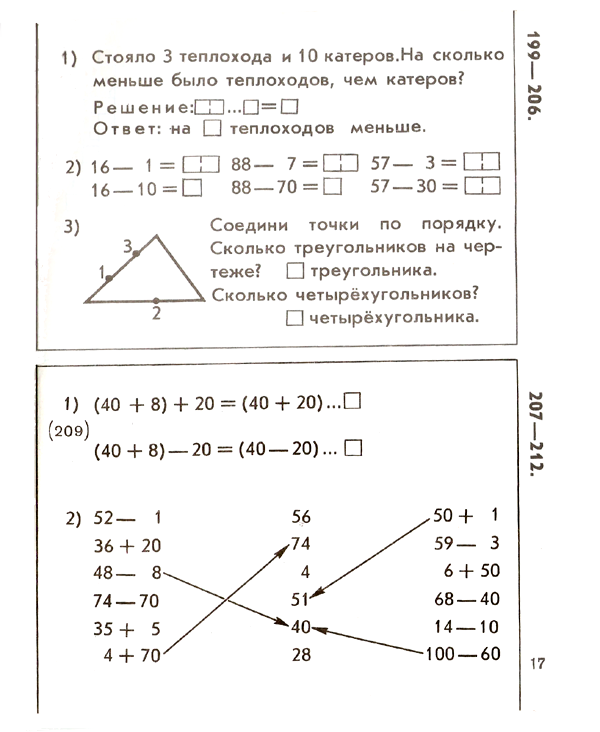 1) Стояло 3 теплохода и 10 катеров.На сколько
меньше было теплоходов, чем катеров?
Решение:□□...□=□
Ответ: на □ теплоходов меньше.
2) 16— 1=□□ 88— 7=□□ 57— 3=□□
16—10=□ 88—70=□ 57—30=□□
3) Соедини точки по порядку.
Сколько треугольников на чер-
теже? □ треугольника.
Сколько четырёхугольников?
□ четырёхугольника.
3
1
2
199—206.
1) (40 + 8) + 20 = (40 + 20)...□
(209)
(40 + 8)—20 = (40—20)... □
2) 52— 1 56 50 + 1
36 + 20 74 59— 3
48— 8 4 6 + 50
74—70 51 68—40
35 + 5 40 14—10
4 + 70 28 100—60
207—212.
17